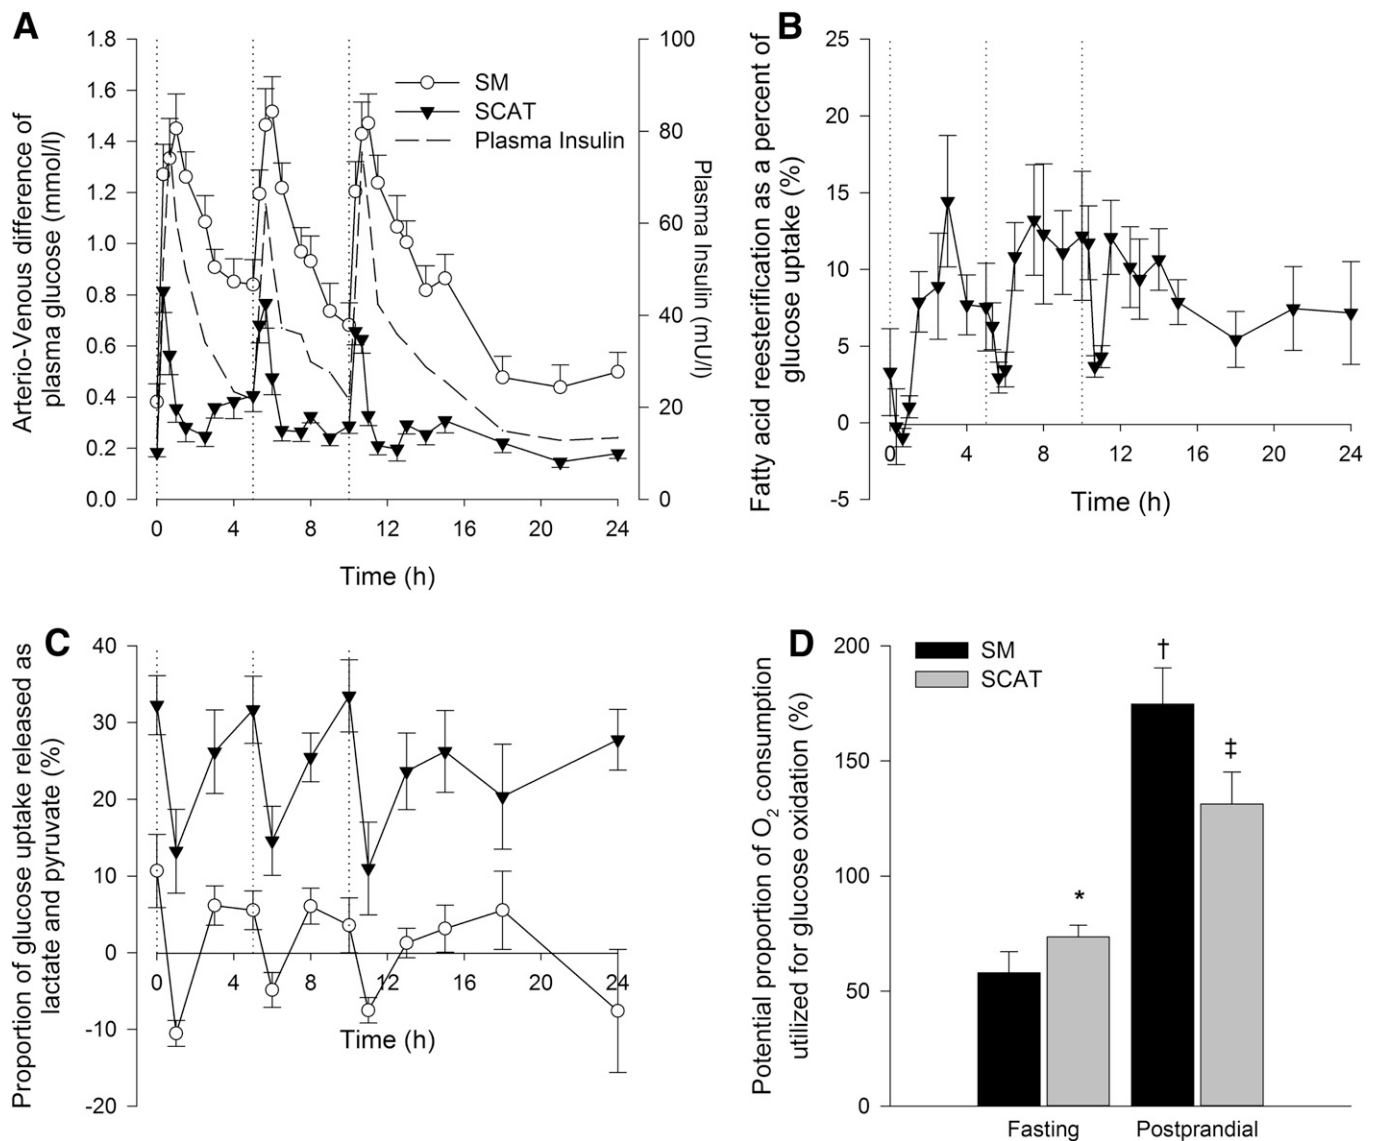 A
Arterio-Venous difference of
plasma glucose (mmol/l)
1.8
1.6
1.4
1.2
1.0
0.8
0.6
0.4
0.2
0.0
SM
SCAT
Plasma Insulin
100
80
60
40
20
0
Plasma Insulin (mU/l)
0 4 8 12 16 20 24
Time (h)
B
Fatty acid reesterification as a percent of
glucose uptake (%)
25
20
15
10
5
0
-5
0 4 8 12 16 20 24
Time (h)
C
Proportion of glucose uptake released as
lactate and pyruvate (%)
40
30
20
10
0
-10
-20
0 4 8 12 16 20 24
Time (h)
D
Potential proportion of O2 consumption
utilized for glucose oxidation (%)
200
150
100
50
0
SM
SCAT
*
†
‡
Fasting Postprandial